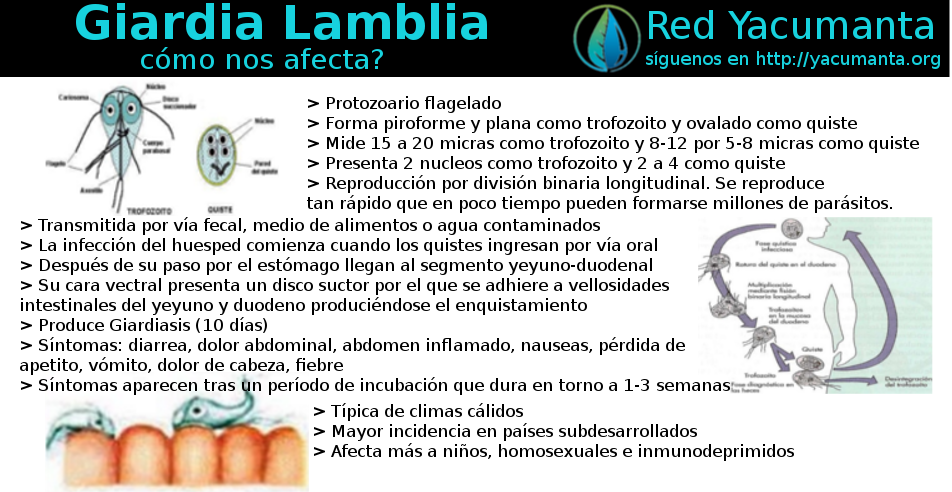 Giardia Lamblia
cómo nos afecta?
Red Yacumanta
síguenos en http://yacumanta.org
Núcleo
Cariosoma
Disco
succionador
Cuerpo
parabasal
Flagelo
Axostilo
TROFOZOITO
Núcleo
Pared
del quiste
QUISTE
> Protozoario flagelado
> Forma piroforme y plana como trofozoito y ovalado como quiste
> Mide 15 a 20 micras como trofozoito y 8-12 por 5-8 micras como quiste
> Presenta 2 nucleos como trofozoito y 2 a 4 como quiste
> Reproducción por división binaria longitudinal. Se reproduce
tan rápido que en poco tiempo pueden formarse millones de parásitos.
> Transmitida por vía fecal, medio de alimentos o agua contaminados
> La infección del huesped comienza cuando los quistes ingresan por vía oral
> Después de su paso por el estómago llegan al segmento yeyuno-duodenal
> Su cara vectral presenta un disco suctor por el que se adhiere a vellosidades
intestinales del yeyuno y duodeno produciéndose el enquistamiento
> Produce Giardiasis (10 días)
> Síntomas: diarrea, dolor abdominal, abdomen inflamado, nauseas, pérdida de
apetito, vómito, dolor de cabeza, fiebre
> Síntomas aparecen tras un período de incubación que dura en torno a 1-3 semanas
Fase quística
infecciosa
Rotura del quiste en el duodeno
Multiplicación
mediante fisión
binaria longitudinal
Trofozoitos
en la mucosa
del duodeno
Quiste
Trofozoito
Fase diagnóstica en
las heces
Desintegración
del trofozoito
> Típica de climas cálidos
> Mayor incidencia en países subdesarrollados
> Afecta más a niños, homosexuales e inmunodeprimidos